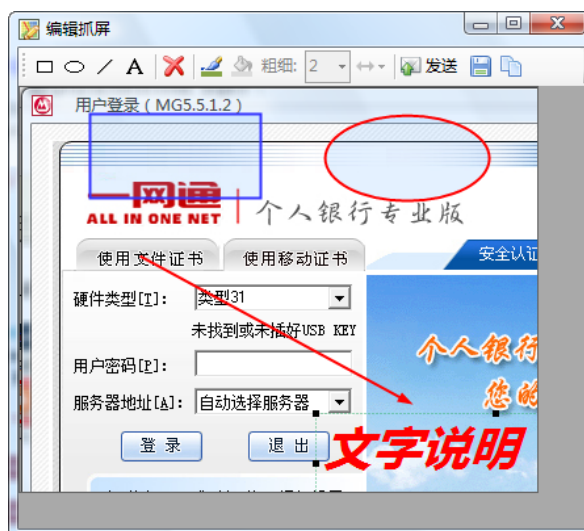 编辑抓屏
A 粗细: 2 发送
用户登录 ( MG5.5.1.2 )
一网通
ALL IN ONE NET
个人银行专业版
使用文件证书 使用移动证书 安全认证
硬件类型[T]: 类型31
未找到或未插好USB KEY
用户密码[P]:
个人银行
服务器地址[A]: 自动选择服务器
您的
登 录 退 出
文字说明